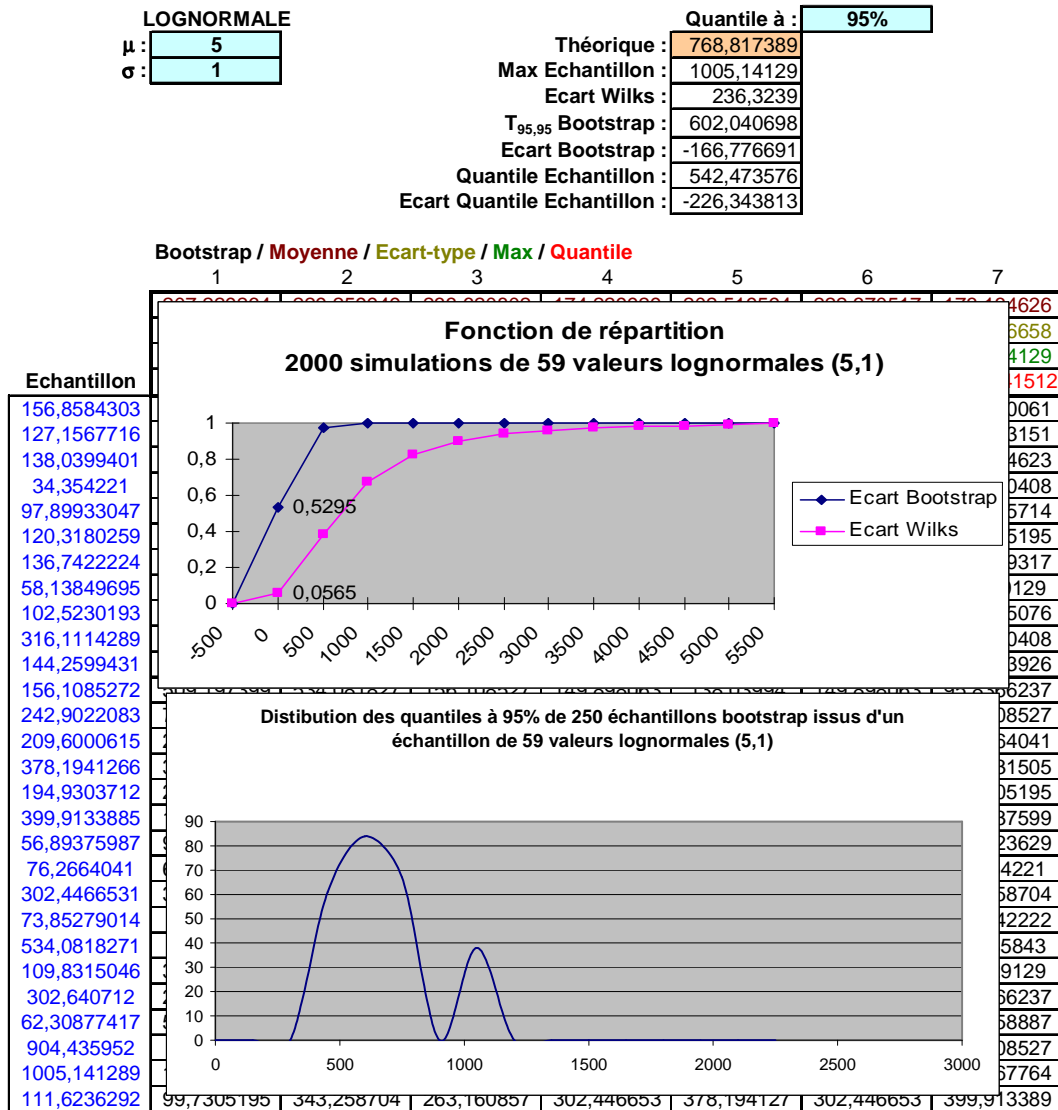 LOGNORMALE
Quantile à : 95%
μ : 5
Théorique : 768,817389
σ : 1
Max Echantillon : 1005,14129
Ecart Wilks : 236,3239
T95,95 Bootstrap : 602,040698
Ecart Bootstrap : -166,776691
Quantile Echantillon : 542,473576
Ecart Quantile Echantillon : -226,343813
Bootstrap / Moyenne / Ecart-type / Max / Quantile
1 2 3 4 5 6 7
Fonction de répartition
2000 simulations de 59 valeurs lognormales (5,1)
1
0,8
0,6
0,4
0,2
0
0,5295
0,0565
-500 0 500 1000 1500 2000 2500 3000 3500 4000 4500 5000 5500
Ecart Bootstrap
Ecart Wilks
Echantillon
156,8584303
127,1567716
138,0399401
34,354221
97,89933047
120,3180259
136,7422224
58,13849695
102,5230193
316,1114289
144,2599431
156,1085272
242,9022083
209,6000615
378,1941266
194,9303712
399,9133885
56,89375987
76,2664041
302,4466531
73,85279014
534,0818271
109,8315046
302,640712
62,30877417
904,435952
1005,141289
111,6236292 99,7305195 343,258704 263,160857 302,446653 378,194127 302,446653 399,913389
Distibution des quantiles à 95% de 250 échantillons bootstrap issus d'un
échantillon de 59 valeurs lognormales (5,1)
90
80
70
60
50
40
30
20
10
0
0 500 1000 1500 2000 2500 3000